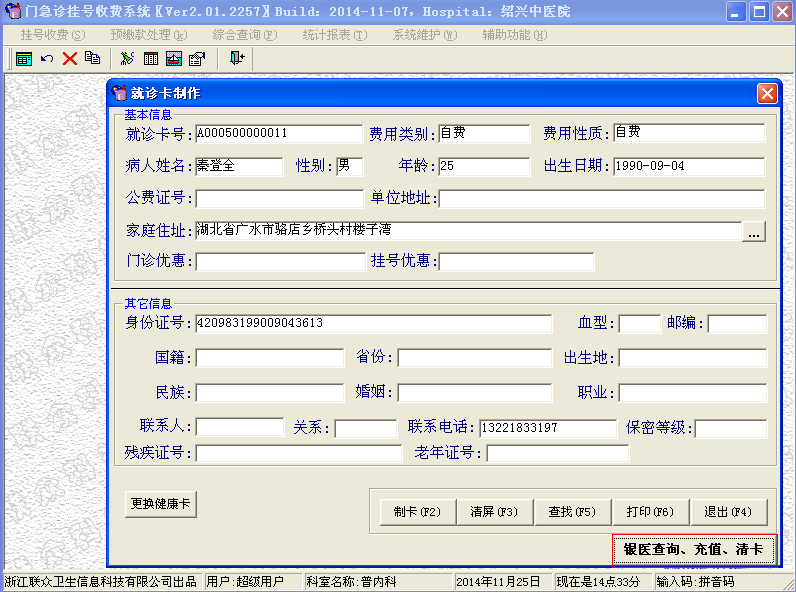 门急诊挂号收费系统【Ver2.01.2257】Build: 2014-11-07, Hospital: 绍兴中医院
挂号收费(S) 预缴款处理(k) 综合查询(P) 统计报表(T) 系统维护(W) 辅助功能(H)
就诊卡制作
基本信息
就诊卡号: A000500000011 费用类别: 自费 费用性质: 自费
病人姓名: 秦登全 性别: 男 年龄: 25 出生日期: 1990-09-04
公费证号: 单位地址:
家庭住址: 湖北省广水市骆店乡桥头村楼子湾 ...
门诊优惠: 挂号优惠:
其它信息
身份证号: 420983199009043613 血型: 邮编:
国籍: 省份: 出生地:
民族: 婚姻: 职业:
联系人: 关系: 联系电话: 13221833197 保密等级:
残疾证号: 老年证号:
更换健康卡 制卡(F2) 清屏(F3) 查找(F5) 打印(F6) 退出(F4)
银医查询、充值、清卡
浙江联众卫生信息科技有限公司出品 用户:超级用户 科室名称:普内科 2014年11月25日 现在是14点33分 输入码:拼音码